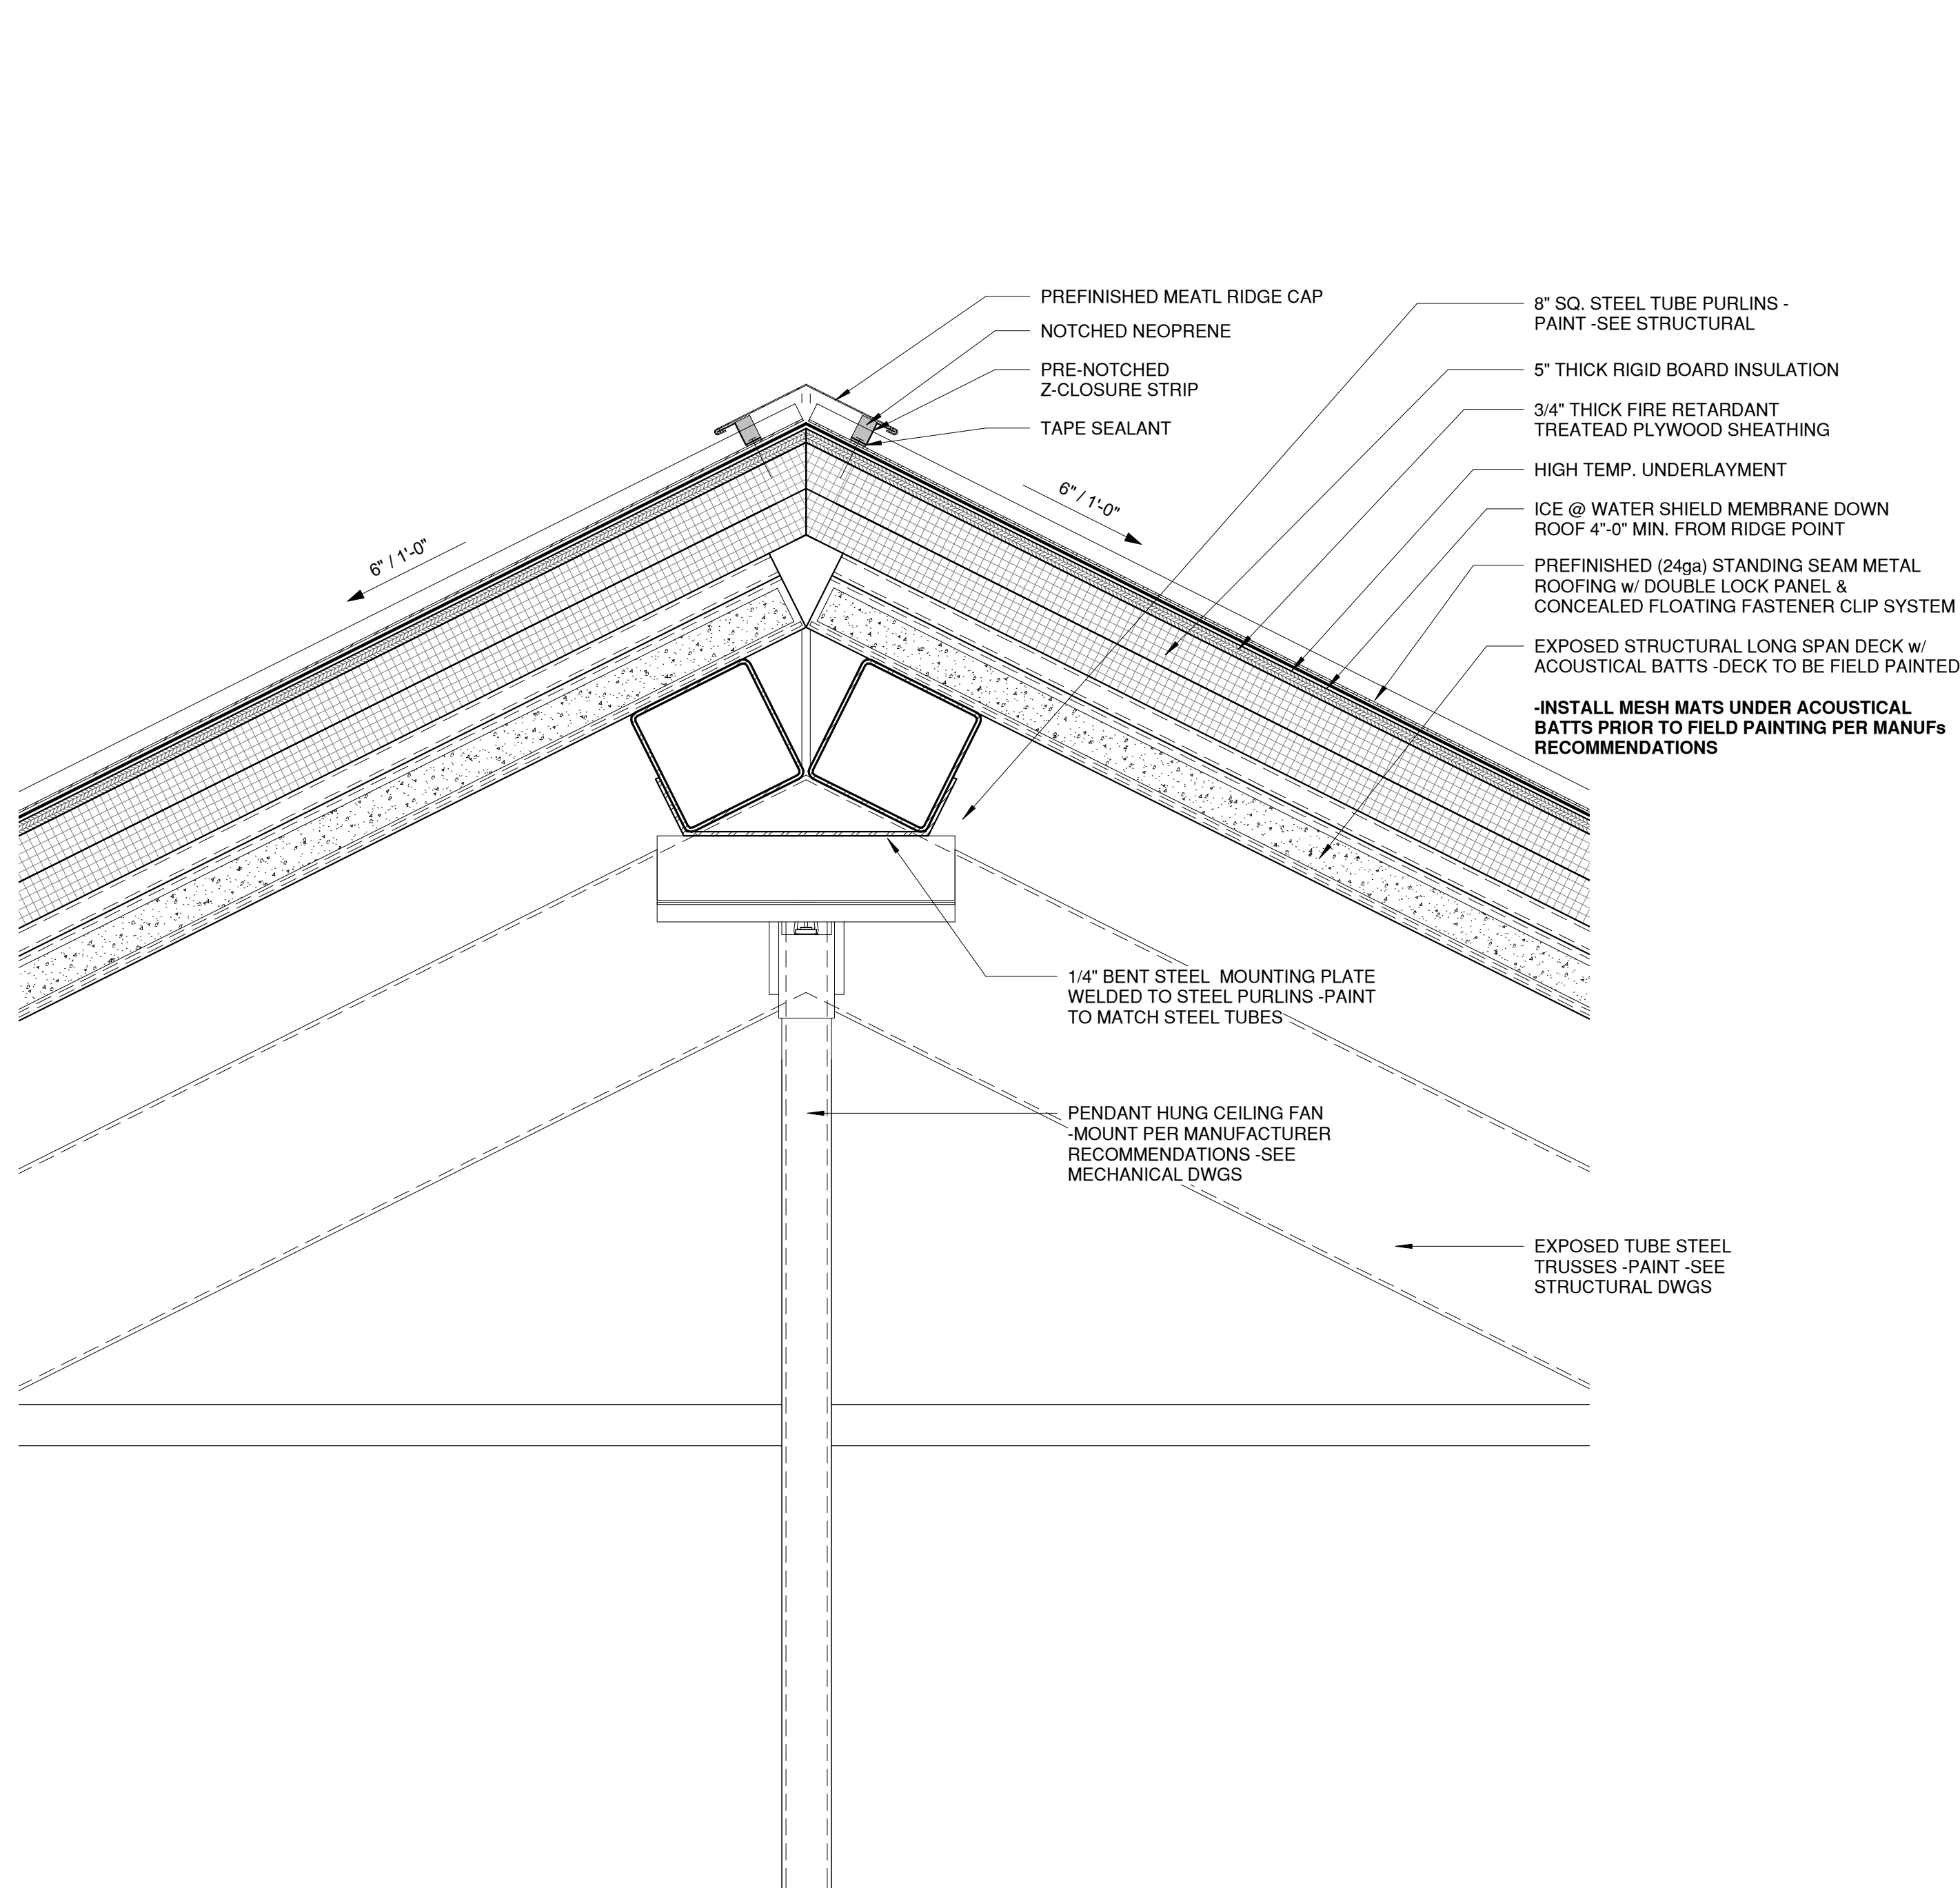 PREFINISHED MEATL RIDGE CAP
NOTCHED NEOPRENE
PRE-NOTCHED
Z-CLOSURE STRIP
TAPE SEALANT
6" / 1'-0"
6" / 1'-0"
8" SQ. STEEL TUBE PURLINS -
PAINT -SEE STRUCTURAL
5" THICK RIGID BOARD INSULATION
3/4" THICK FIRE RETARDANT
TREATEAD PLYWOOD SHEATHING
HIGH TEMP. UNDERLAYMENT
ICE @ WATER SHIELD MEMBRANE DOWN
ROOF 4"-0" MIN. FROM RIDGE POINT
PREFINISHED (24ga) STANDING SEAM METAL
ROOFING w/ DOUBLE LOCK PANEL &
CONCEALED FLOATING FASTENER CLIP SYSTEM
EXPOSED STRUCTURAL LONG SPAN DECK w/
ACOUSTICAL BATTS -DECK TO BE FIELD PAINTED
-INSTALL MESH MATS UNDER ACOUSTICAL
BATTS PRIOR TO FIELD PAINTING PER MANUFs
RECOMMENDATIONS
1/4" BENT STEEL  MOUNTING PLATE
WELDED TO STEEL PURLINS -PAINT
TO MATCH STEEL TUBES
PENDANT HUNG CEILING FAN
-MOUNT PER MANUFACTURER
RECOMMENDATIONS -SEE
MECHANICAL DWGS
EXPOSED TUBE STEEL
TRUSSES -PAINT -SEE
STRUCTURAL DWGS